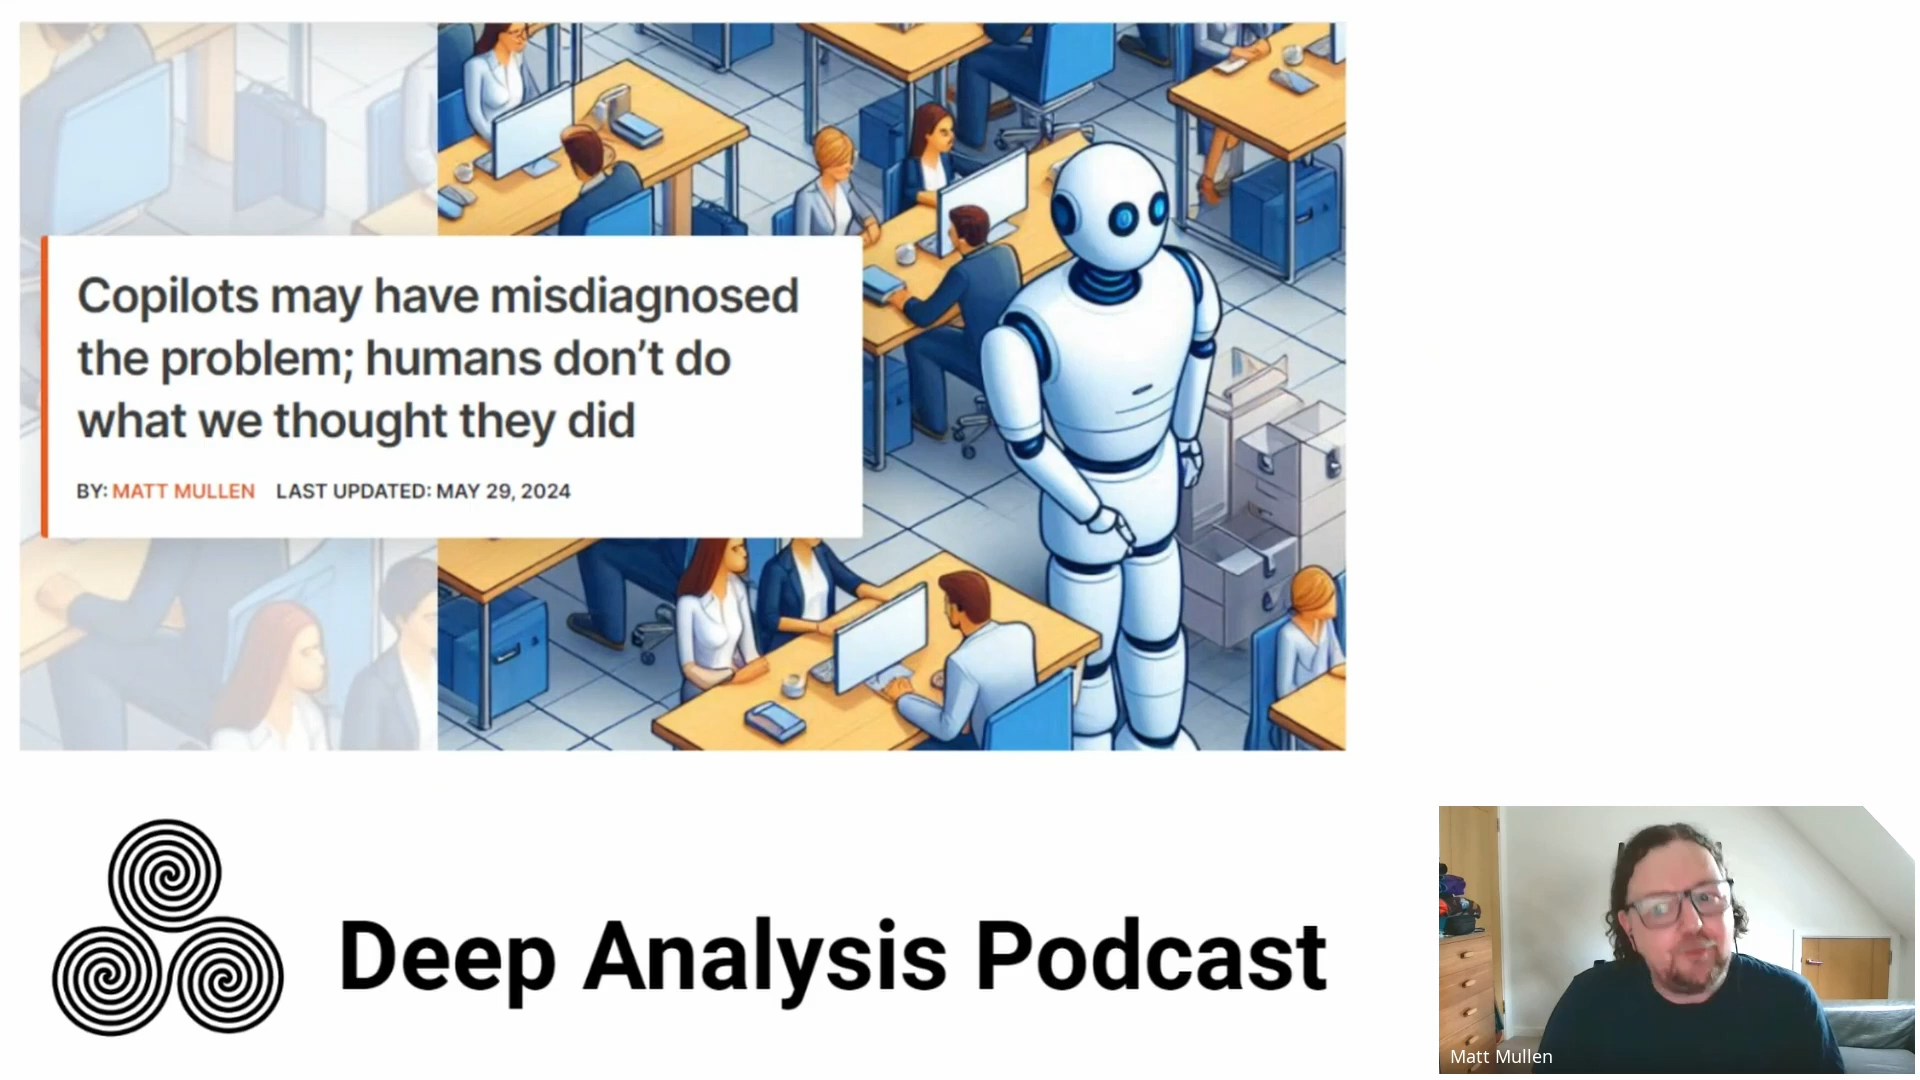 Copilots may have misdiagnosed
the problem; humans don’t do
what we thought they did
BY: MATT MULLEN LAST UPDATED: MAY 29, 2024
Deep Analysis Podcast
Matt Mullen